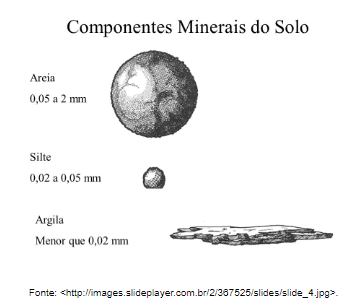 Componentes Minerais do Solo
Areia
0,05 a 2 mm
Silte
0,02 a 0,05 mm
Argila
Menor que 0,02 mm
Fonte: <http://images.slideplayer.com.br/2/367525/slides/slide_4.jpg>.